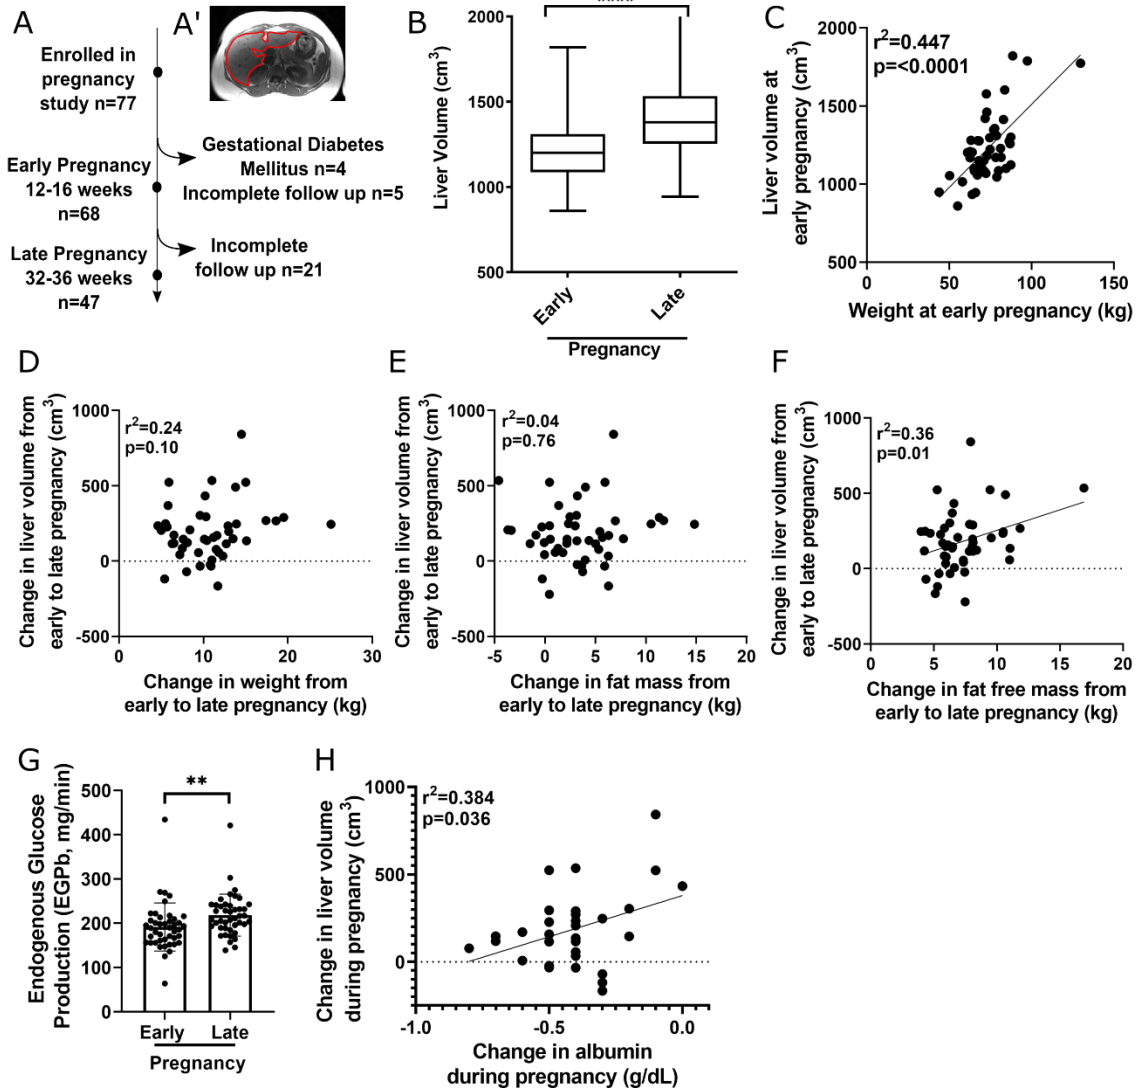 A
Enrolled in
pregnancy
study n=77
Early Pregnancy
12-16 weeks
n=68
Late Pregnancy
32-36 weeks
n=47
A'
Gestational Diabetes
Mellitus n=4
Incomplete follow up n=5
Incomplete
follow up n=21
B
Liver Volume (cm³)
2000
1500
1000
500
Early
Late
Pregnancy
C
r²=0.447
p=<0.0001
Liver volume at
early pregnancy (cm³)
2000
1500
1000
500
0 50 100 150
Weight at early pregnancy (kg)
D
r²=0.24
p=0.10
Change in liver volume from
early to late pregnancy (cm³)
1000
500
0
-500
0 10 20 30
Change in weight from
early to late pregnancy (kg)
E
r²=0.04
p=0.76
Change in liver volume from
early to late pregnancy (cm³)
1000
500
0
-500
-5 0 5 10 15 20
Change in fat mass from
early to late pregnancy (kg)
F
r²=0.36
p=0.01
Change in liver volume from
early to late pregnancy (cm³)
1000
500
0
-500
0 5 10 15 20
Change in fat free mass from
early to late pregnancy (kg)
G
**
Endogenous Glucose
Production (EGPb, mg/min)
500
400
300
200
100
0
Early Late
Pregnancy
H
r²=0.384
p=0.036
Change in liver volume
during pregnancy (cm³)
1000
500
0
-1.0 -0.5 0.0
Change in albumin
during pregnancy (g/dL)